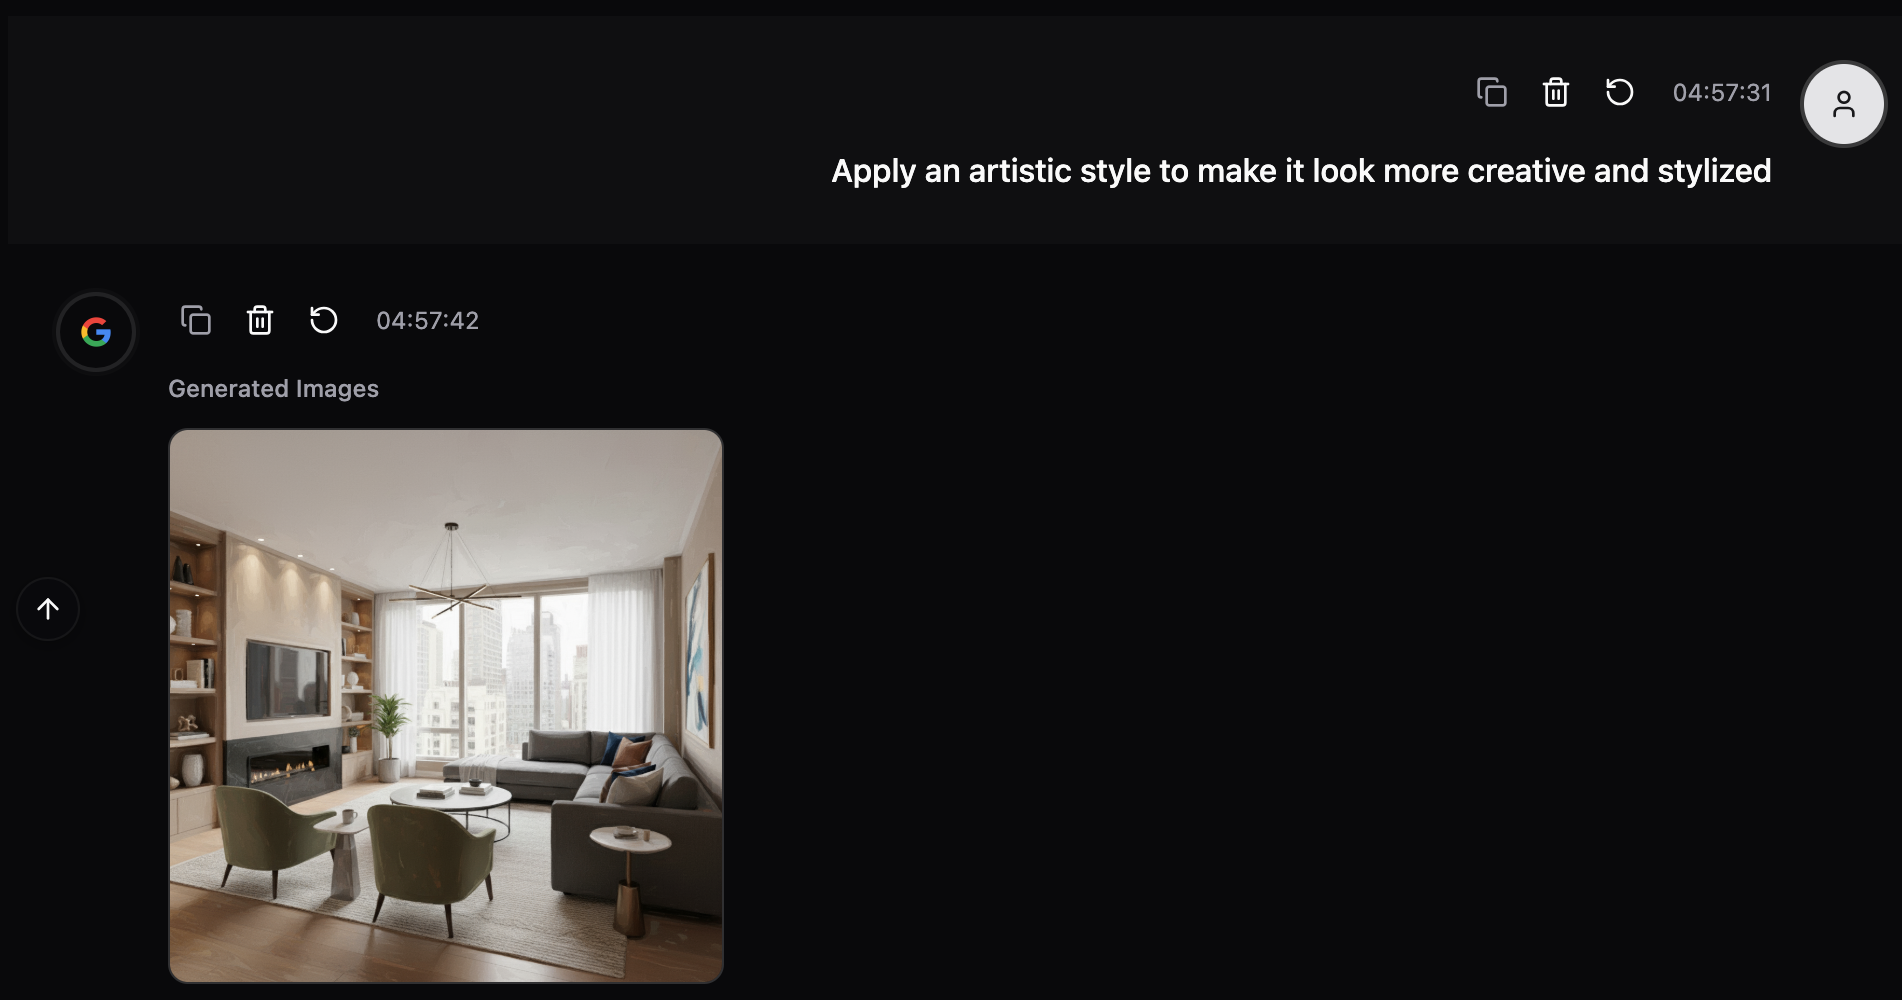 04:57:31
Apply an artistic style to make it look more creative and stylized
04:57:42
Generated Images